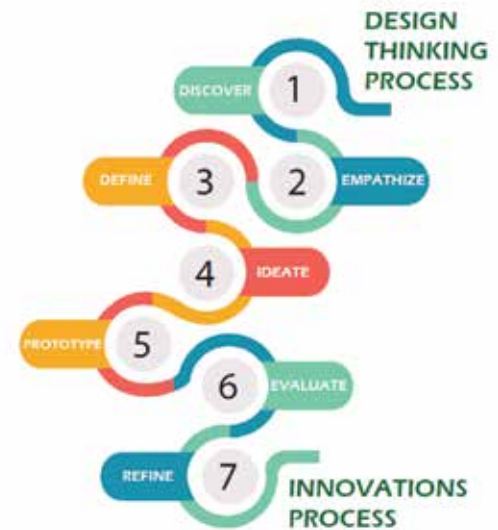 DESIGN
THINKING
PROCESS
DISCOVER
1
2
EMPATHIZE
DEFINE
3
4
IDEATE
PROTOTYPE
5
6
EVALUATE
REFINE
7
INNOVATIONS
PROCESS